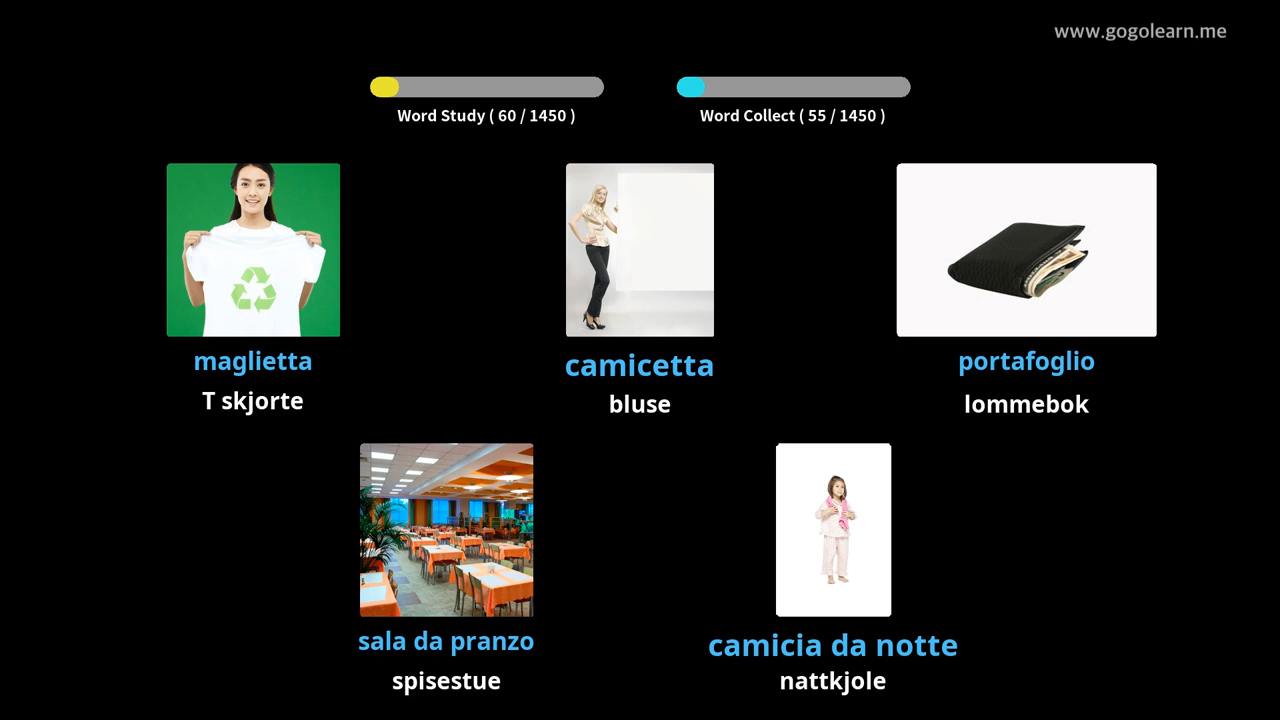 www.gogolearn.me
Word Study ( 60 / 1450 )
Word Collect ( 55 / 1450 )
maglietta
T skjorte
camicetta
bluse
portafoglio
lommebok
sala da pranzo
spisestue
camicia da notte
nattkjole